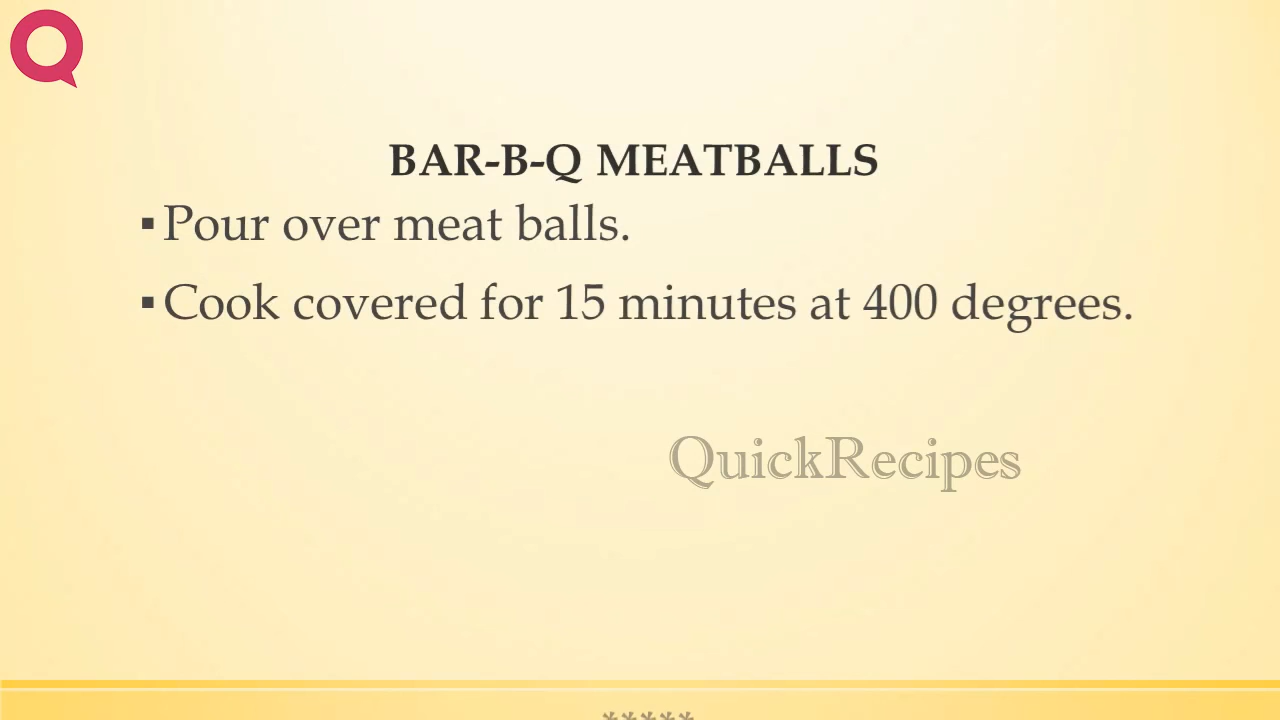 BAR-B-Q MEATBALLS
▪ Pour over meat balls.
▪ Cook covered for 15 minutes at 400 degrees.
QuickRecipes
*****